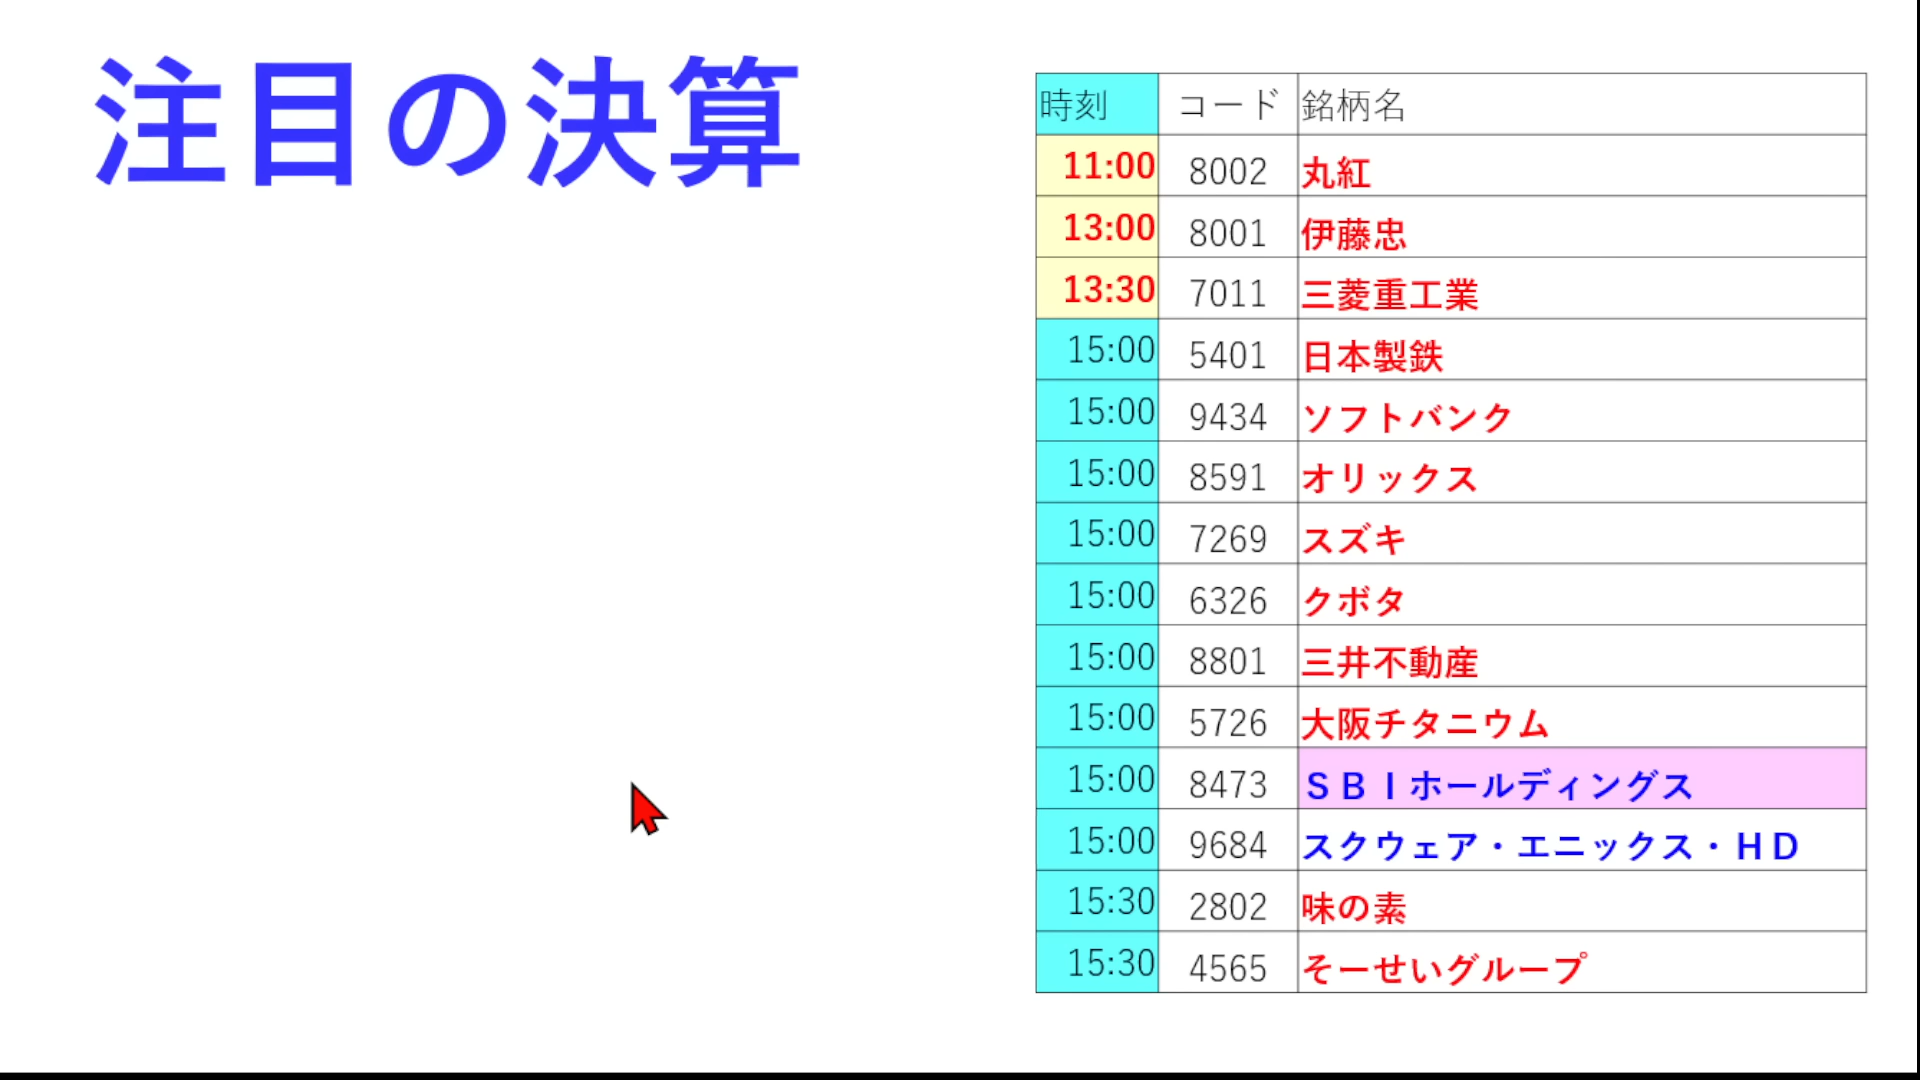 注目の決算
時刻 コード 銘柄名
11:00 8002 丸紅
13:00 8001 伊藤忠
13:30 7011 三菱重工業
15:00 5401 日本製鉄
15:00 9434 ソフトバンク
15:00 8591 オリックス
15:00 7269 スズキ
15:00 6326 クボタ
15:00 8801 三井不動産
15:00 5726 大阪チタニウム
15:00 8473 ＳＢＩホールディングス
15:00 9684 スクウェア・エニックス・ＨＤ
15:30 2802 味の素
15:30 4565 そーせいグループ